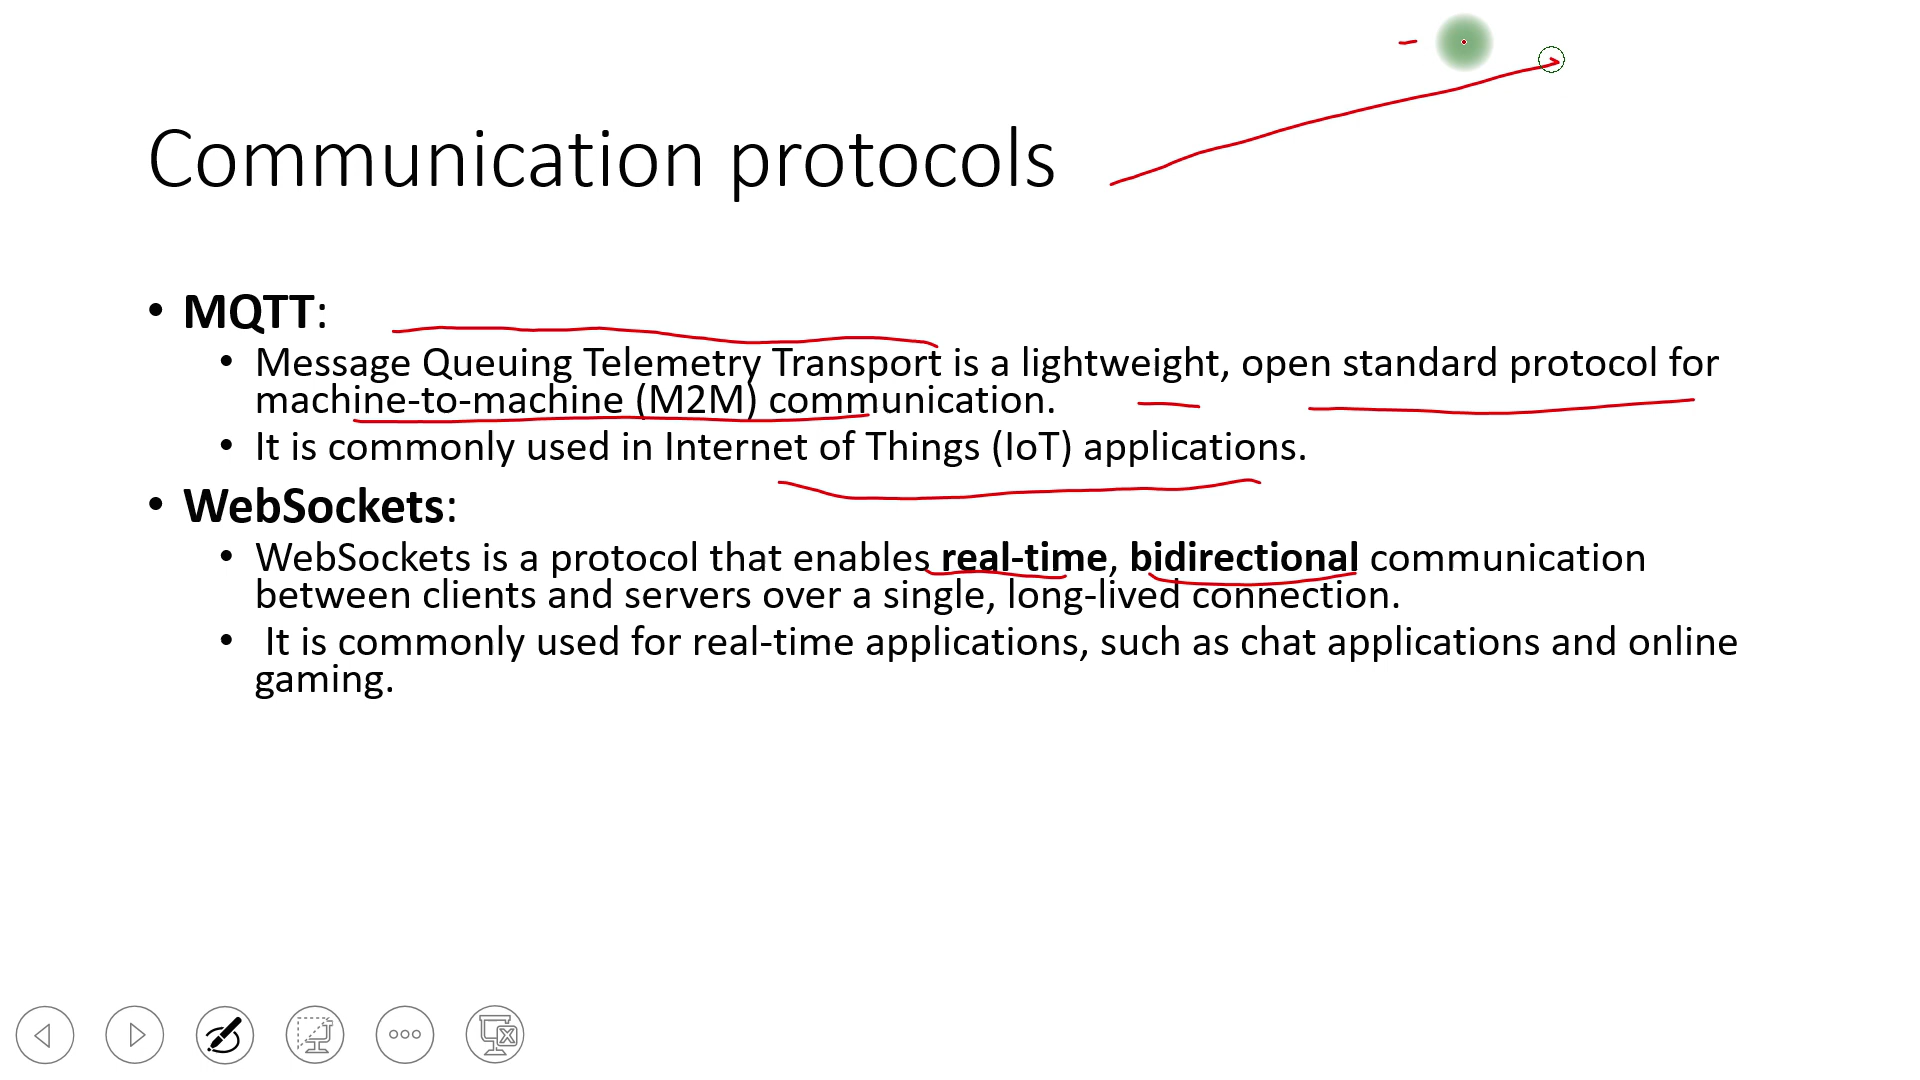 Communication protocols
• MQTT:
• Message Queuing Telemetry Transport is a lightweight, open standard protocol for
machine-to-machine (M2M) communication.
• It is commonly used in Internet of Things (IoT) applications.
• WebSockets:
• WebSockets is a protocol that enables real-time, bidirectional communication
between clients and servers over a single, long-lived connection.
• It is commonly used for real-time applications, such as chat applications and online
gaming.